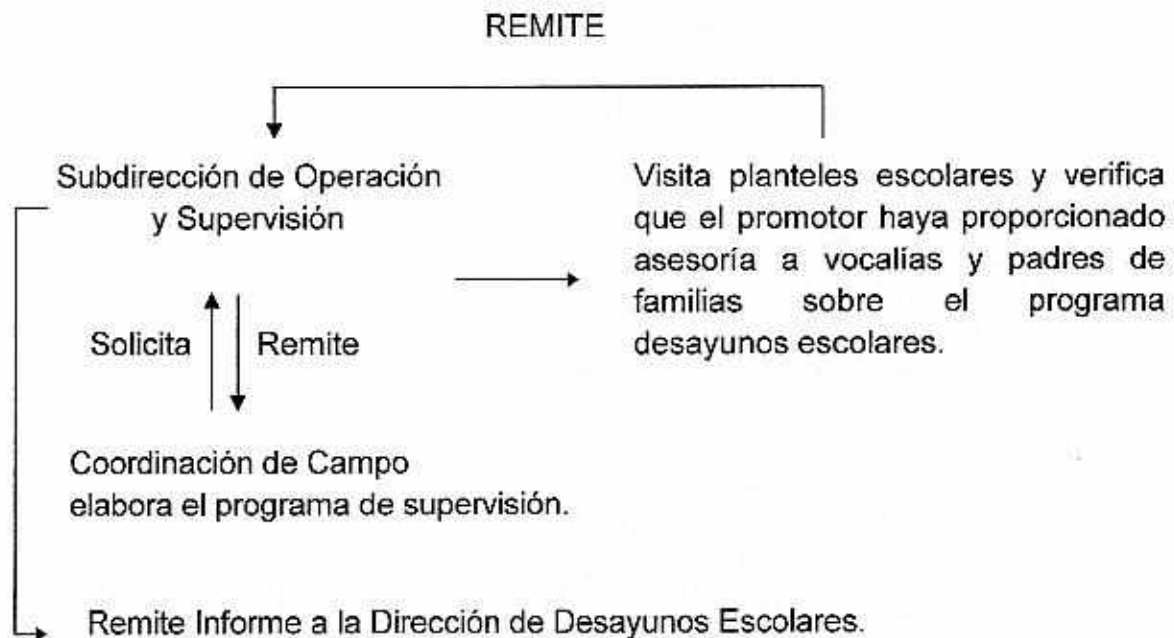 REMITE
Subdirección de Operación
y Supervisión
Visita planteles escolares y verifica
que el promotor haya proporcionado
asesoría a vocalías y padres de
familias sobre el programa
desayunos escolares.
Solicita
Remite
Coordinación de Campo
elabora el programa de supervisión.
Remite Informe a la Dirección de Desayunos Escolares.